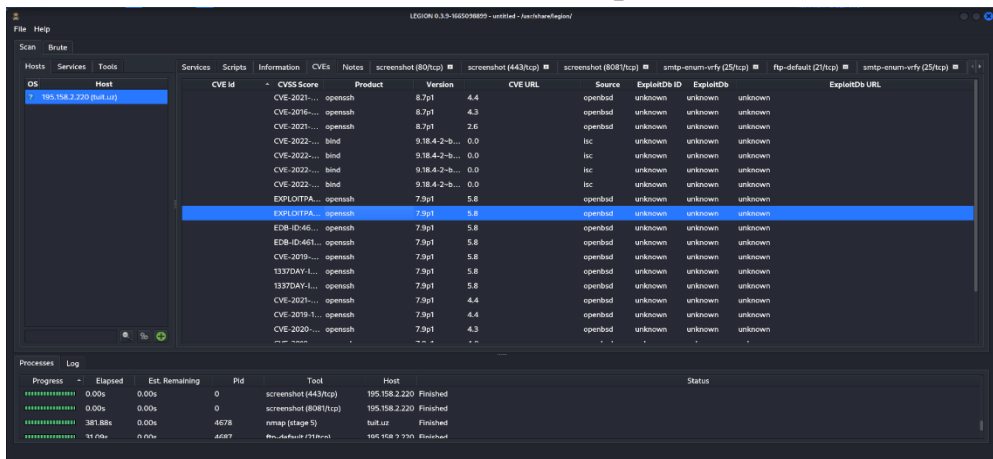 LEGION 0.3.9-1665098899 - untitled - /usr/share/legion/
File Help
Scan Brute
Hosts Services Tools
Services Scripts Information CVEs Notes screenshot (80/tcp) screenshot (443/tcp) screenshot (8081/tcp) smtp-enum-vrfy (25/tcp) ftp-default (21/tcp) smtp-enum-vrfy (25/tcp)
OS Host
CVE Id CVSS Score Product Version CVE URL Source ExploitDb ID ExploitDb ExploitDb URL
? 195.158.2.220 (tuit.uz)
CVE-2021-... openssh 8.7p1 4.4 openbsd unknown unknown unknown
CVE-2016-... openssh 8.7p1 4.3 openbsd unknown unknown unknown
CVE-2021-... openssh 8.7p1 2.6 openbsd unknown unknown unknown
CVE-2022-... bind 9.18.4-2~b... 0.0 isc unknown unknown unknown
CVE-2022-... bind 9.18.4-2~b... 0.0 isc unknown unknown unknown
CVE-2022-... bind 9.18.4-2~b... 0.0 isc unknown unknown unknown
CVE-2022-... bind 9.18.4-2~b... 0.0 isc unknown unknown unknown
EXPLOITPA... openssh 7.9p1 5.8 openbsd unknown unknown unknown
EXPLOITPA... openssh 7.9p1 5.8 openbsd unknown unknown unknown
EDB-ID:46... openssh 7.9p1 5.8 openbsd unknown unknown unknown
EDB-ID:461... openssh 7.9p1 5.8 openbsd unknown unknown unknown
CVE-2019-... openssh 7.9p1 5.8 openbsd unknown unknown unknown
1337DAY-I... openssh 7.9p1 5.8 openbsd unknown unknown unknown
1337DAY-I... openssh 7.9p1 5.8 openbsd unknown unknown unknown
CVE-2021-... openssh 7.9p1 4.4 openbsd unknown unknown unknown
CVE-2019-1... openssh 7.9p1 4.4 openbsd unknown unknown unknown
CVE-2020-... openssh 7.9p1 4.3 openbsd unknown unknown unknown
Processes Log
Progress Elapsed Est. Remaining Pid Tool Host Status
0.00s 0.00s 0 screenshot (443/tcp) 195.158.2.220 Finished
0.00s 0.00s 0 screenshot (8081/tcp) 195.158.2.220 Finished
381.88s 0.00s 4678 nmap (stage 5) tuit.uz Finished
31.09s 0.00s 4687 ftp-default (21/tcp) 195.158.2.220 Finished